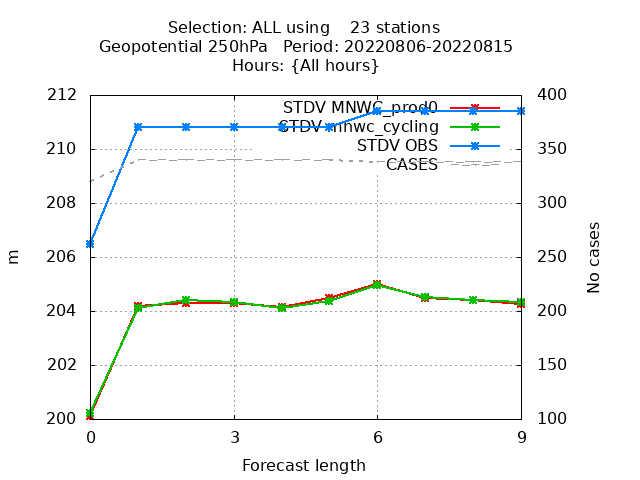 Selection: ALL using 23 stations
Geopotential 250hPa Period: 20220806-20220815
Hours: {All hours}
212 400
STDV MNWC_prod0
STDV mnwc_cycling
210 STDV OBS 350
CASES
208 300
206 250
m No cases
204 200
202 150
200 100
0 3 6 9
Forecast length